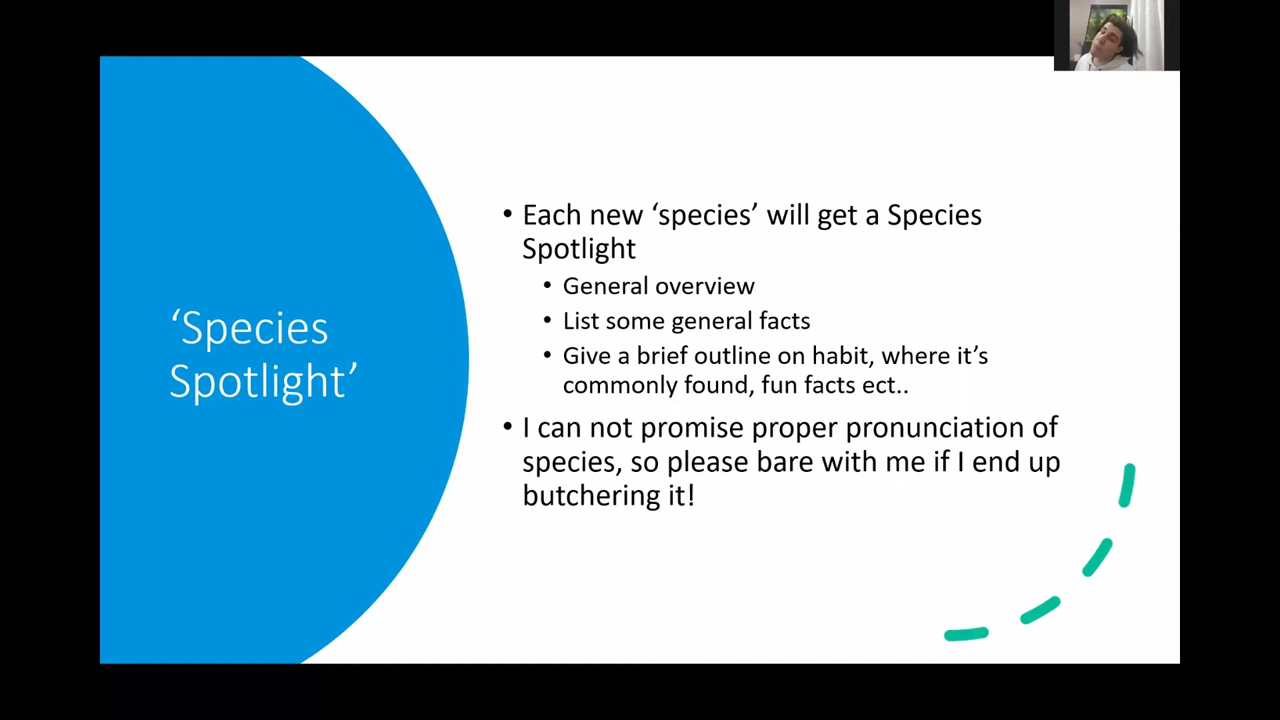 ‘Species
Spotlight’
• Each new ‘species’ will get a Species
Spotlight
• General overview
• List some general facts
• Give a brief outline on habit, where it’s
commonly found, fun facts ect..
• I can not promise proper pronunciation of
species, so please bare with me if I end up
butchering it!